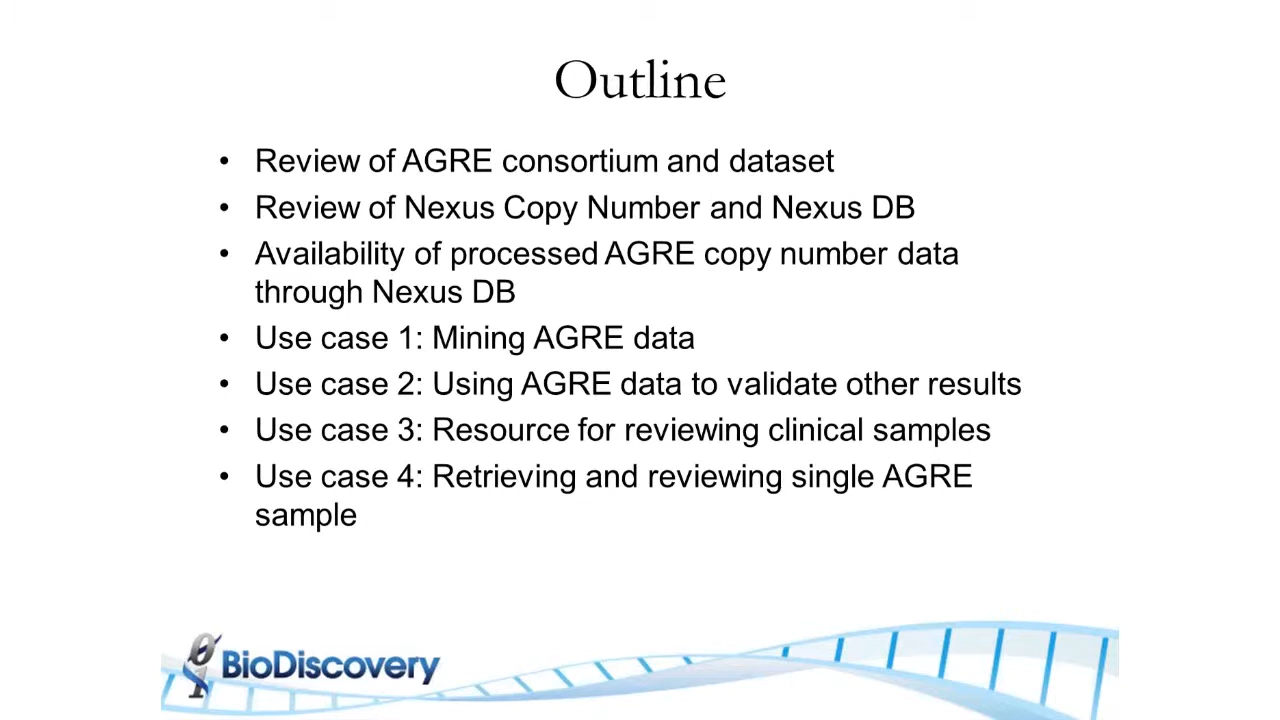 Outline
• Review of AGRE consortium and dataset
• Review of Nexus Copy Number and Nexus DB
• Availability of processed AGRE copy number data
through Nexus DB
• Use case 1: Mining AGRE data
• Use case 2: Using AGRE data to validate other results
• Use case 3: Resource for reviewing clinical samples
• Use case 4: Retrieving and reviewing single AGRE
sample
BioDiscovery